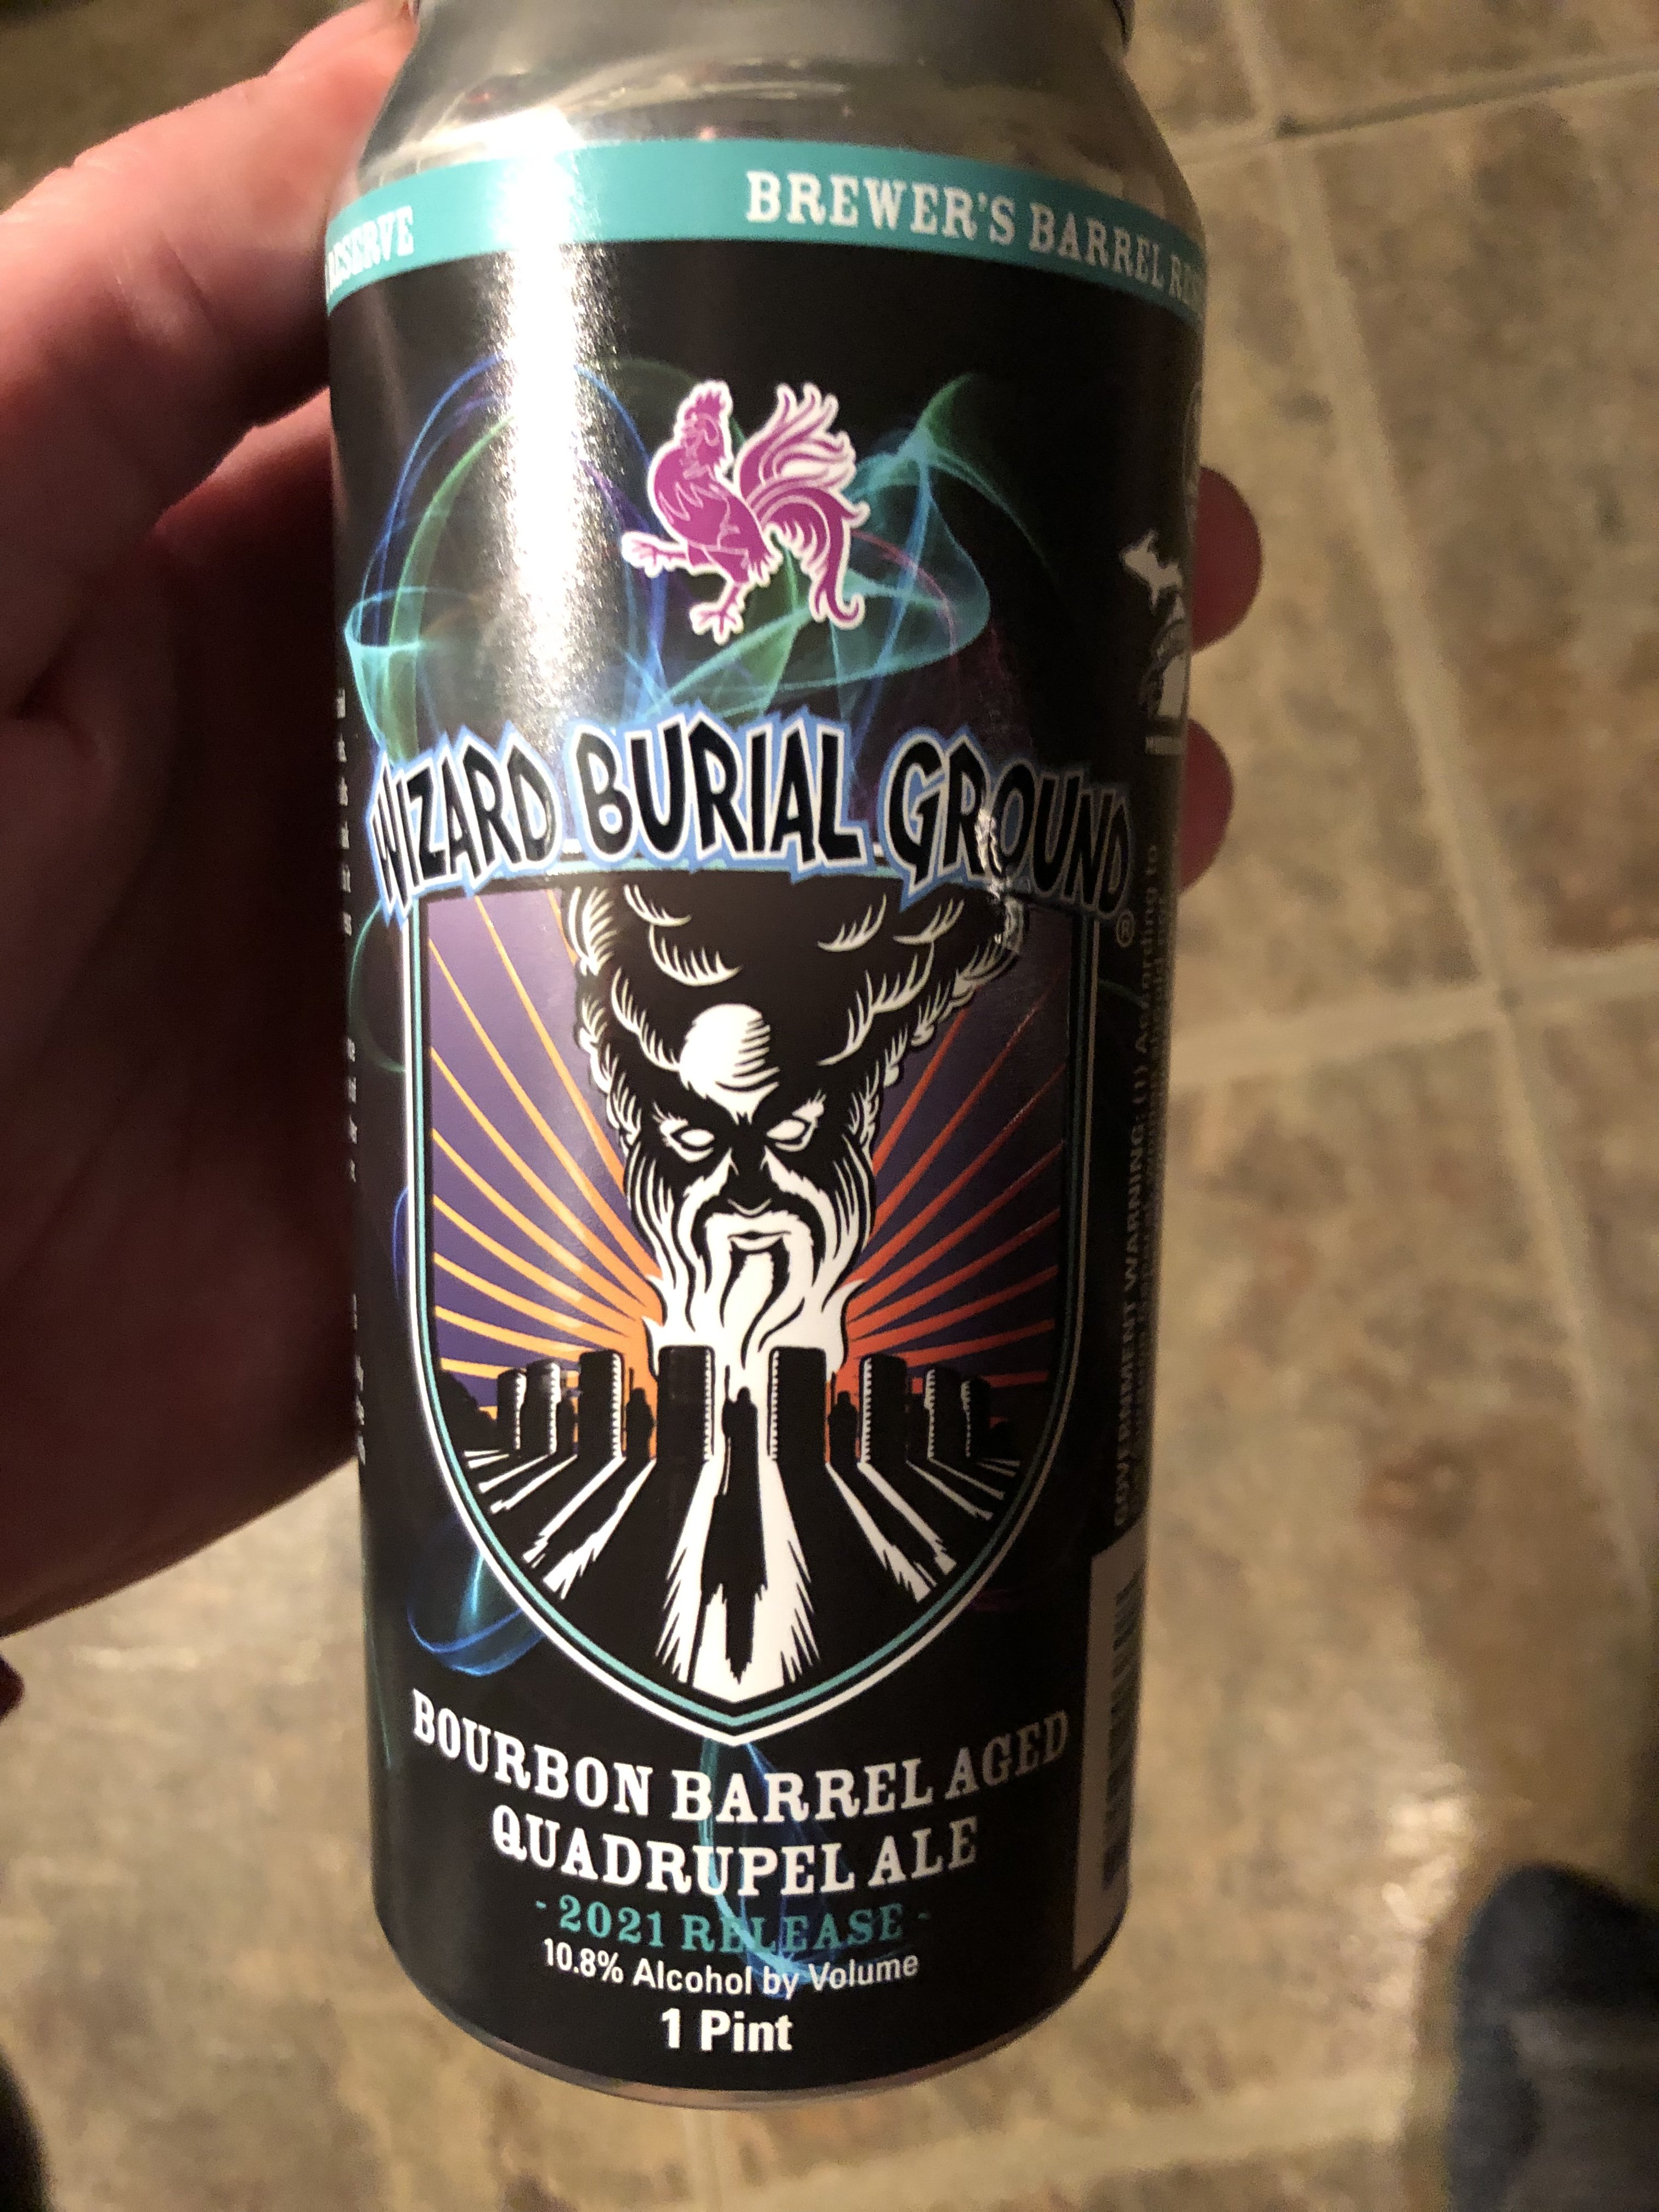 RESERVE
BREWER'S BARREL
WIZARD BURIAL GROUND
®
GOVERNMENT WARNING: (1) According to
BOURBON BARREL AGED
QUADRUPEL ALE
- 2021 RELEASE -
10.8% Alcohol by Volume
1 Pint